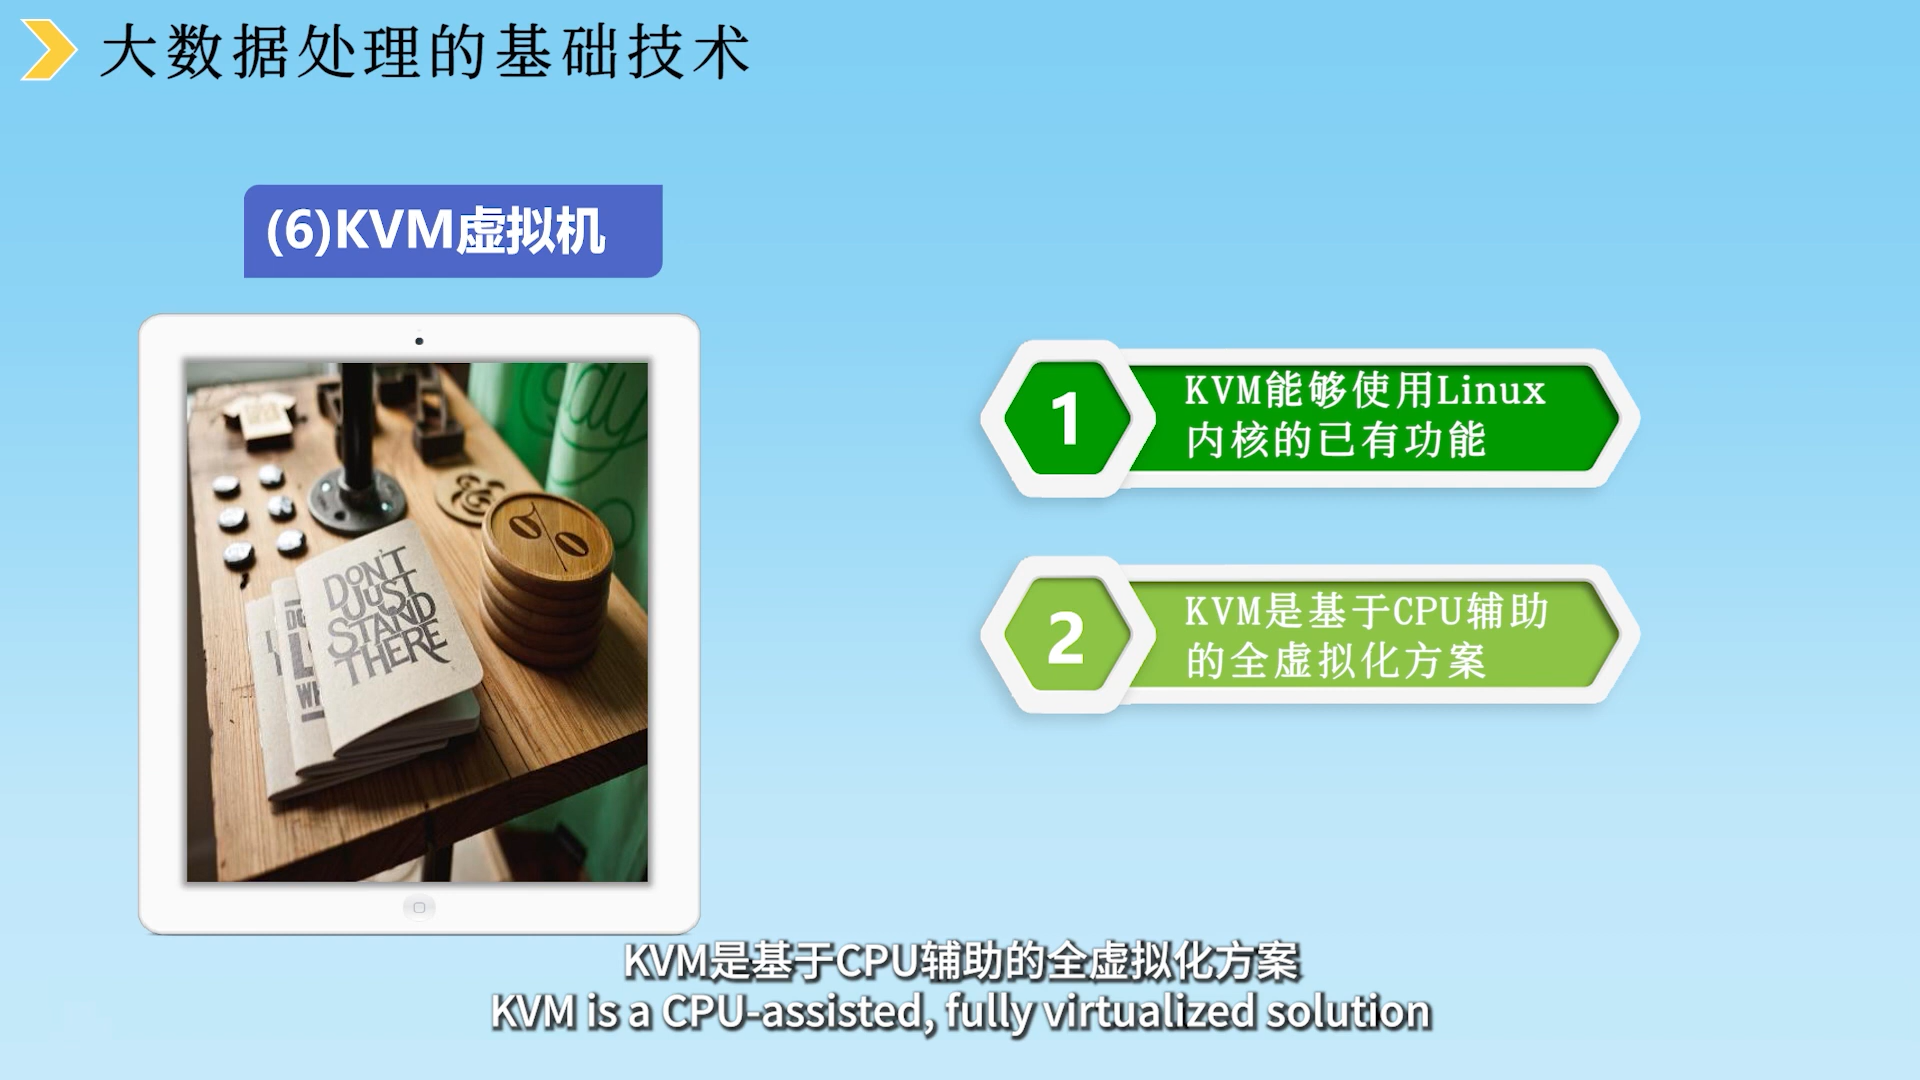 大数据处理的基础技术
(6)KVM虚拟机
DON'T
JUST
STAND
THERE
1
KVM能够使用Linux
内核的已有功能
2
KVM是基于CPU辅助
的全虚拟化方案
KVM是基于CPU辅助的全虚拟化方案
KVM is a CPU-assisted, fully virtualized solution